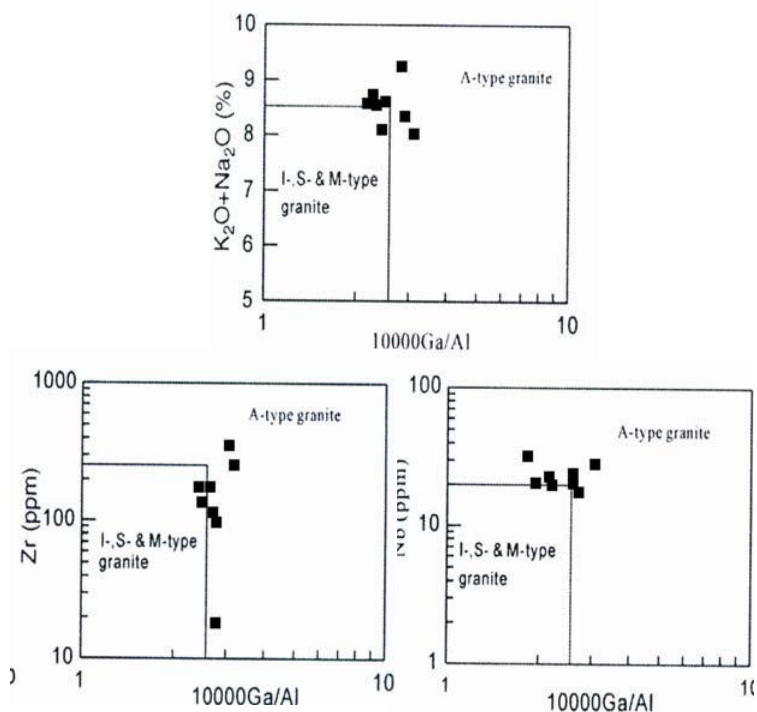 10
9
8
7
6
5
K₂O+Na₂O (%)
A-type granite
I-,S- & M-type
granite
1
10
10000Ga/Al
1000
100
10
Zr (ppm)
A-type granite
I-,S- & M-type
granite
1
10
10000Ga/Al
100
10
1
(ppm)
A-type granite
I-,S- & M-type
granite
1
10000Ga/Al